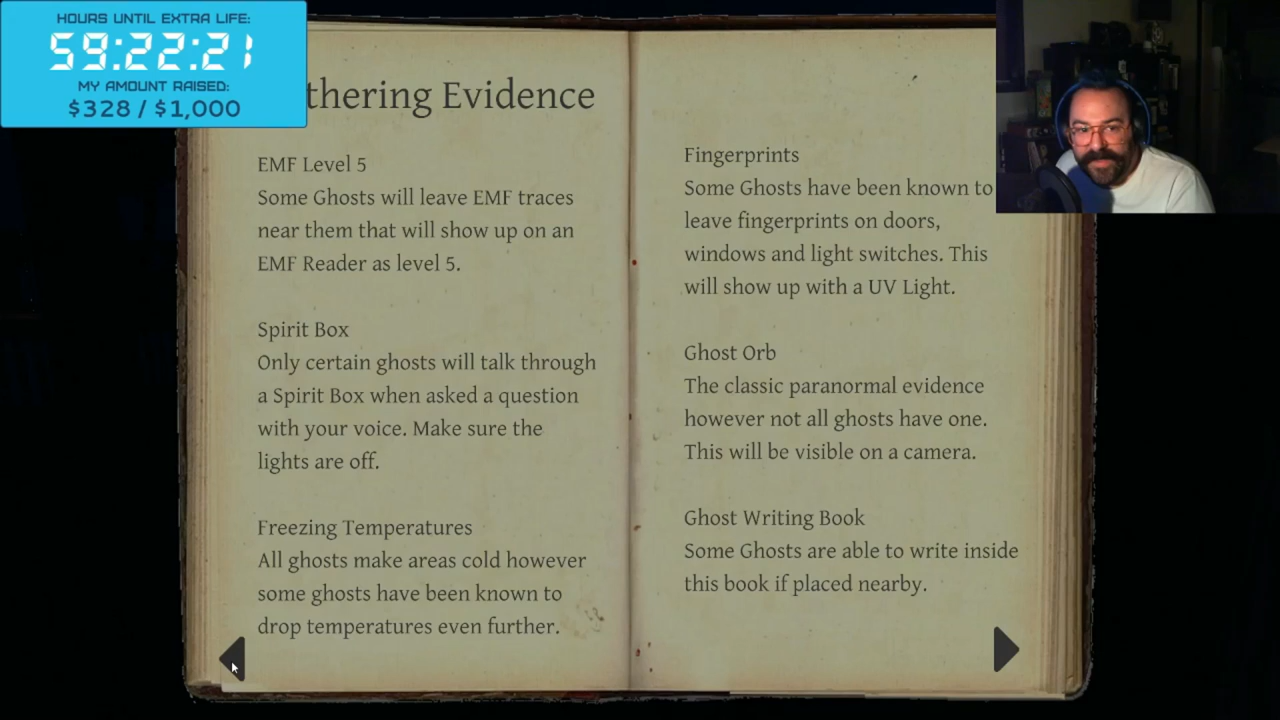 HOURS UNTIL EXTRA LIFE:
59:22:21
MY AMOUNT RAISED:
$328 / $1,000
thering Evidence
EMF Level 5
Some Ghosts will leave EMF traces
near them that will show up on an
EMF Reader as level 5.
Spirit Box
Only certain ghosts will talk through
a Spirit Box when asked a question
with your voice. Make sure the
lights are off.
Freezing Temperatures
All ghosts make areas cold however
some ghosts have been known to
drop temperatures even further.
Fingerprints
Some Ghosts have been known to
leave fingerprints on doors,
windows and light switches. This
will show up with a UV Light.
Ghost Orb
The classic paranormal evidence
however not all ghosts have one.
This will be visible on a camera.
Ghost Writing Book
Some Ghosts are able to write inside
this book if placed nearby.